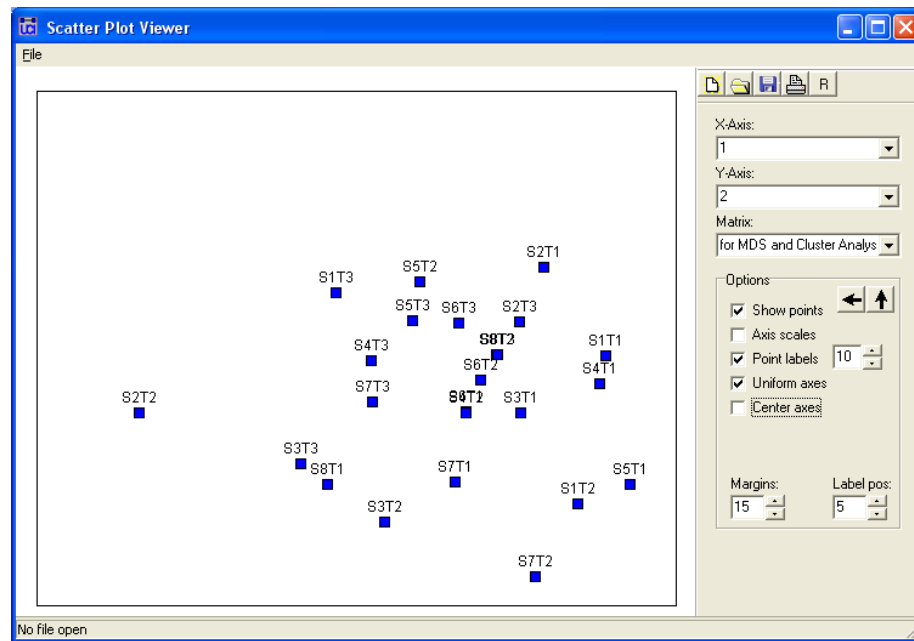 Scatter Plot Viewer
File
S2T1
S5T2
S1T3
S5T3
S6T3
S2T3
S4T3
S1T1
S6T2
S4T1
S7T3
S2T2
S3T1
S3T3
S8T1
S7T1
S5T1
S1T2
S3T2
S7T2
R
X-Axis:
1
Y-Axis:
2
Matrix:
for MDS and Cluster Analys
Options
Show points
Axis scales
Point labels
10
Uniform axes
Center axes
Margins:
Label pos:
15
5
No file open